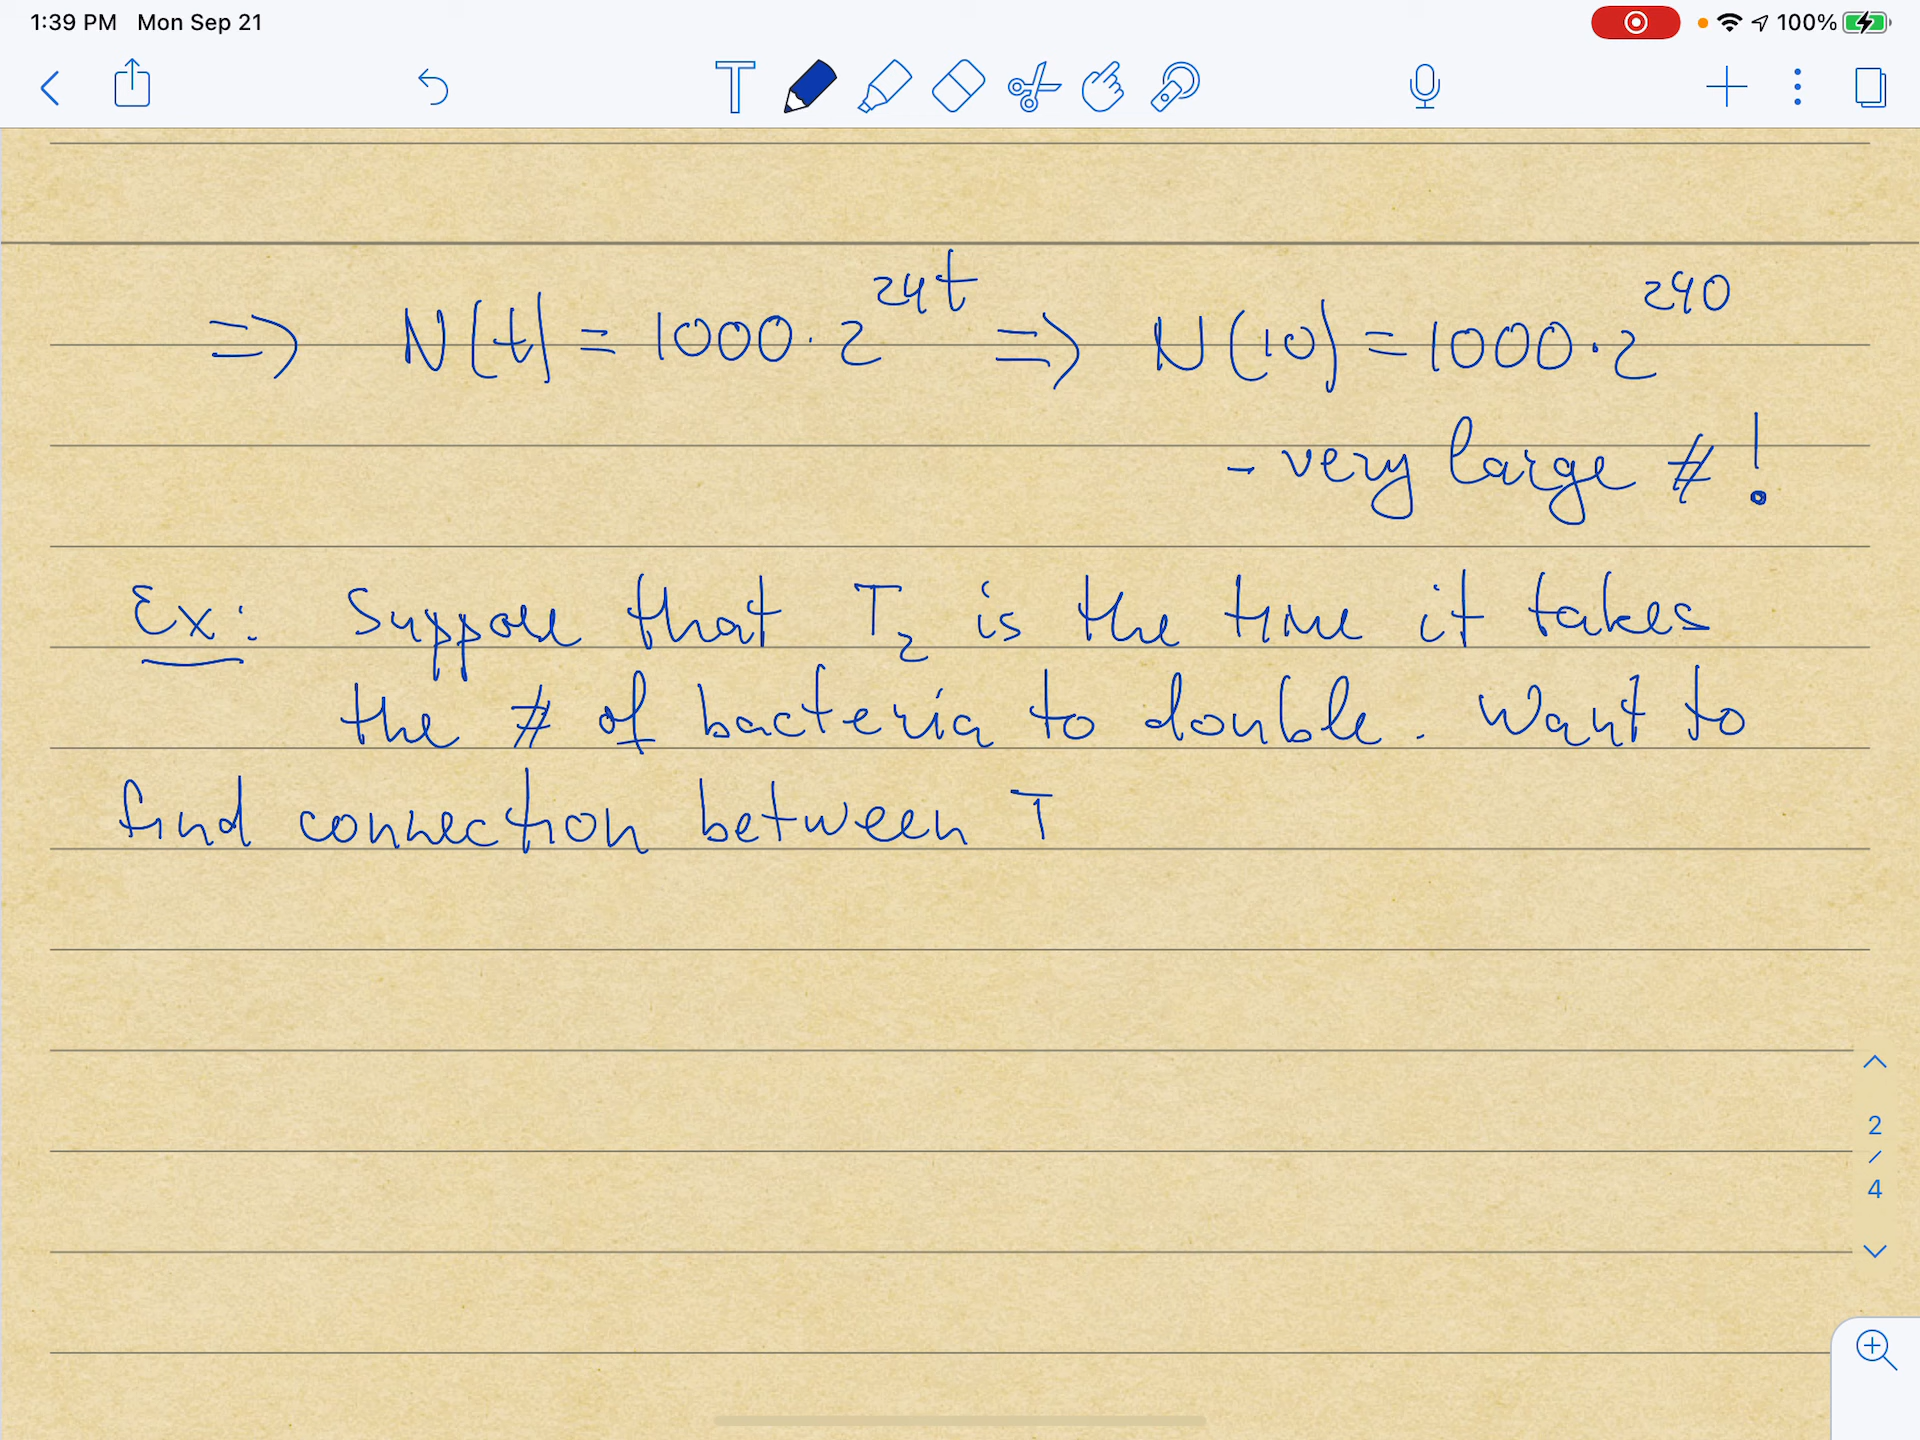 1:39 PM Mon Sep 21 100%
T
⇒ N(t) = 1000 · 2^24t ⇒ N(10) = 1000 · 2^240
- very large # !
Ex: Suppose that T₂ is the time it takes
the # of bacteria to double. Want to
find connection between T
2
/
4